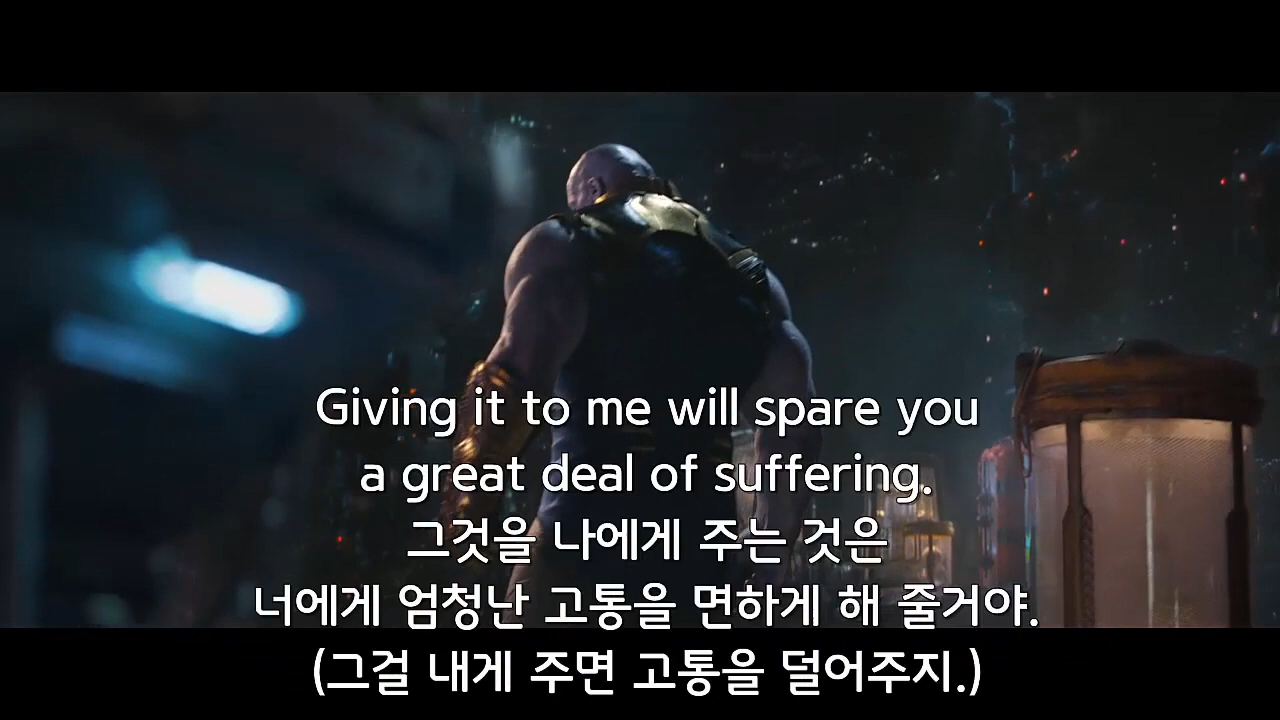 Giving it to me will spare you
a great deal of suffering.
그것을 나에게 주는 것은
너에게 엄청난 고통을 면하게 해 줄거야.
(그걸 내게 주면 고통을 덜어주지.)